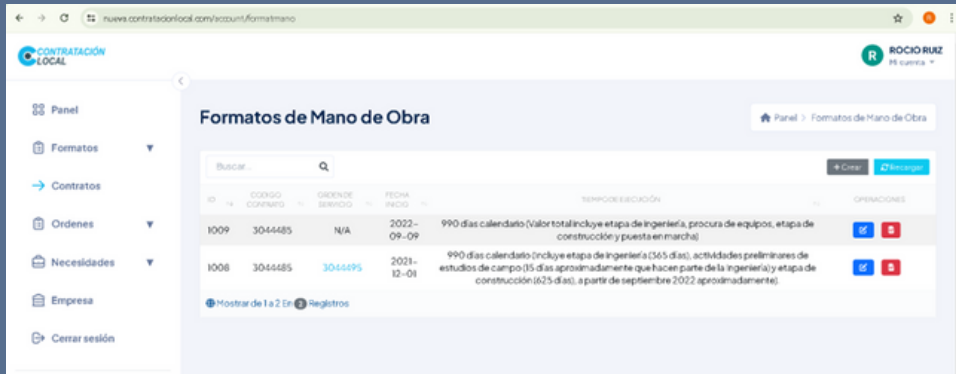 nueva.contratacionlocal.com/account/formatmano
CONTRATACIÓN
LOCAL
R
ROCIO RUIZ
Mi cuenta
Panel
Formatos de Mano de Obra
Panel > Formatos de Mano de Obra
Formatos
Buscar...
+ Crear
Recargar
Contratos
ID
CODIGO
CONTRATO
ORDEN DE
SERVICIO
FECHA
INICIO
TIEMPO DE EJECUCIÓN
OPERACIONES
Ordenes
1009
3044485
N/A
2022-
09-09
990 días calendario (Valor total incluye etapa de ingeniería, procura de equipos, etapa de
construcción y puesta en marcha)
Necesidades
1008
3044485
3044495
2021-
12-01
990 días calendario (incluye etapa de ingeniería (365 días), actividades preliminares de
estudios de campo (15 días aproximadamente que hacen parte de la ingeniería) y etapa de
construcción (625 días), a partir de septiembre 2022 aproximadamente).
Empresa
Mostrar de 1 a 2 En 2 Registros
Cerrar sesión